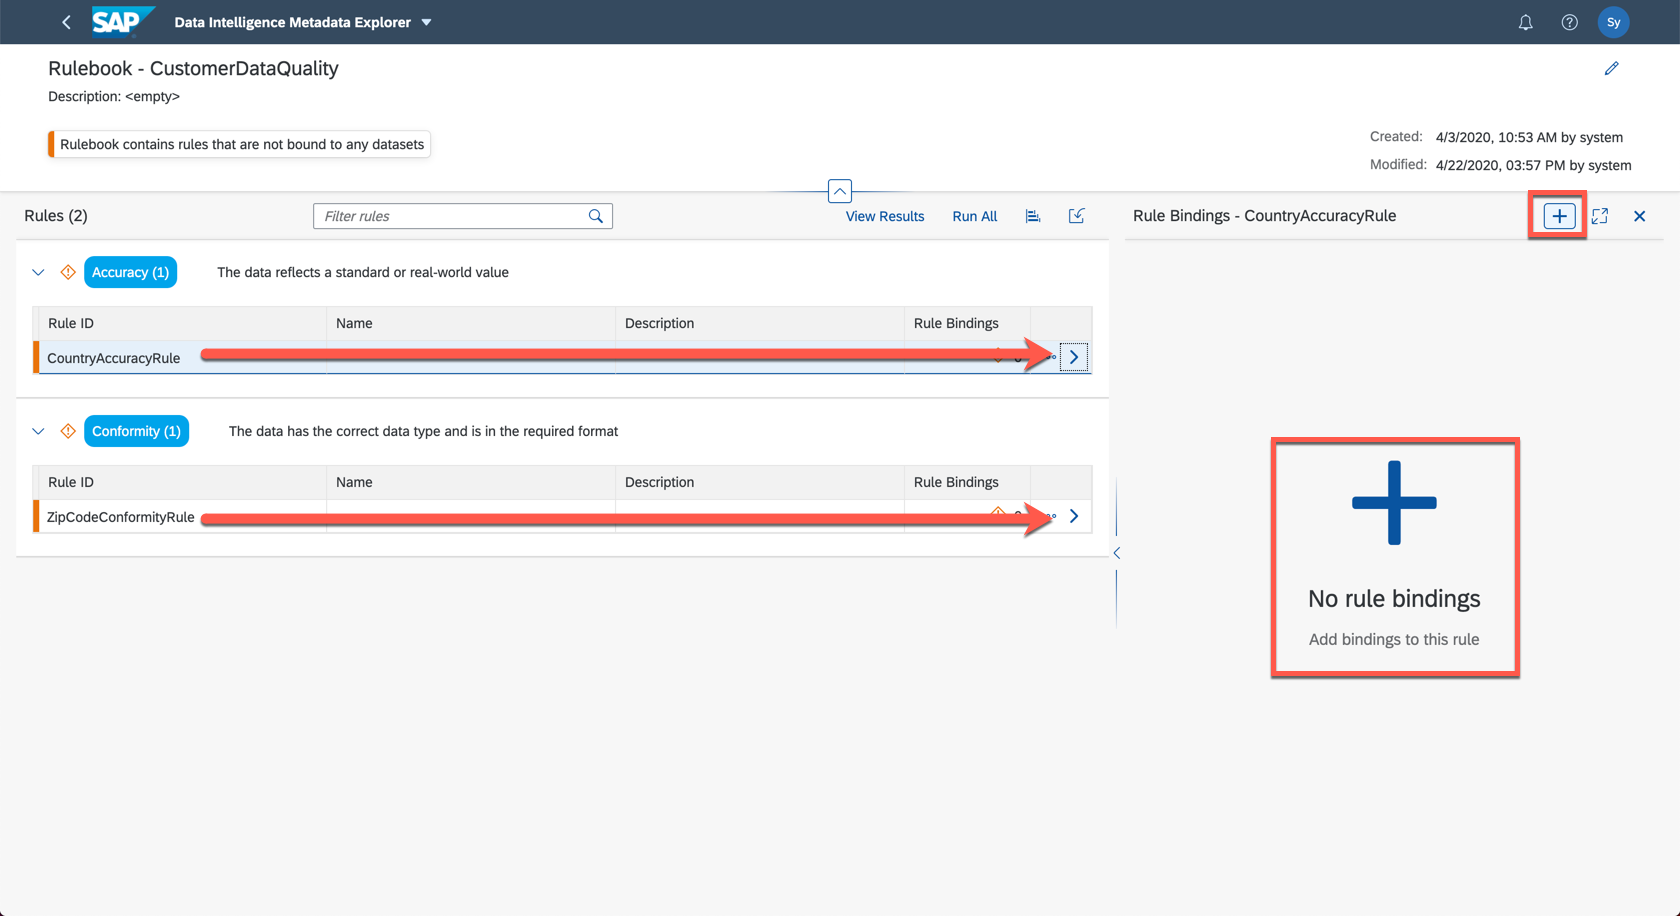 SAP Data Intelligence Metadata Explorer
Sy
Rulebook - CustomerDataQuality
Description: <empty>
Rulebook contains rules that are not bound to any datasets
Created: 4/3/2020, 10:53 AM by system
Modified: 4/22/2020, 03:57 PM by system
Rules (2)
Filter rules
View Results
Run All
Accuracy (1)
The data reflects a standard or real-world value
Rule ID Name Description Rule Bindings
CountryAccuracyRule
Conformity (1)
The data has the correct data type and is in the required format
Rule ID Name Description Rule Bindings
ZipCodeConformityRule
Rule Bindings - CountryAccuracyRule
No rule bindings
Add bindings to this rule